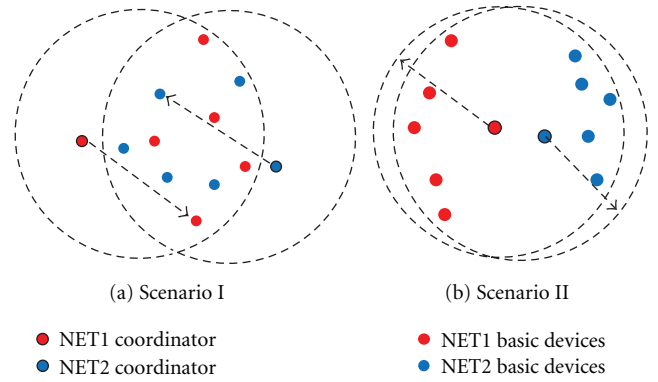 (a) Scenario I
(b) Scenario II
NET1 coordinator
NET2 coordinator
NET1 basic devices
NET2 basic devices